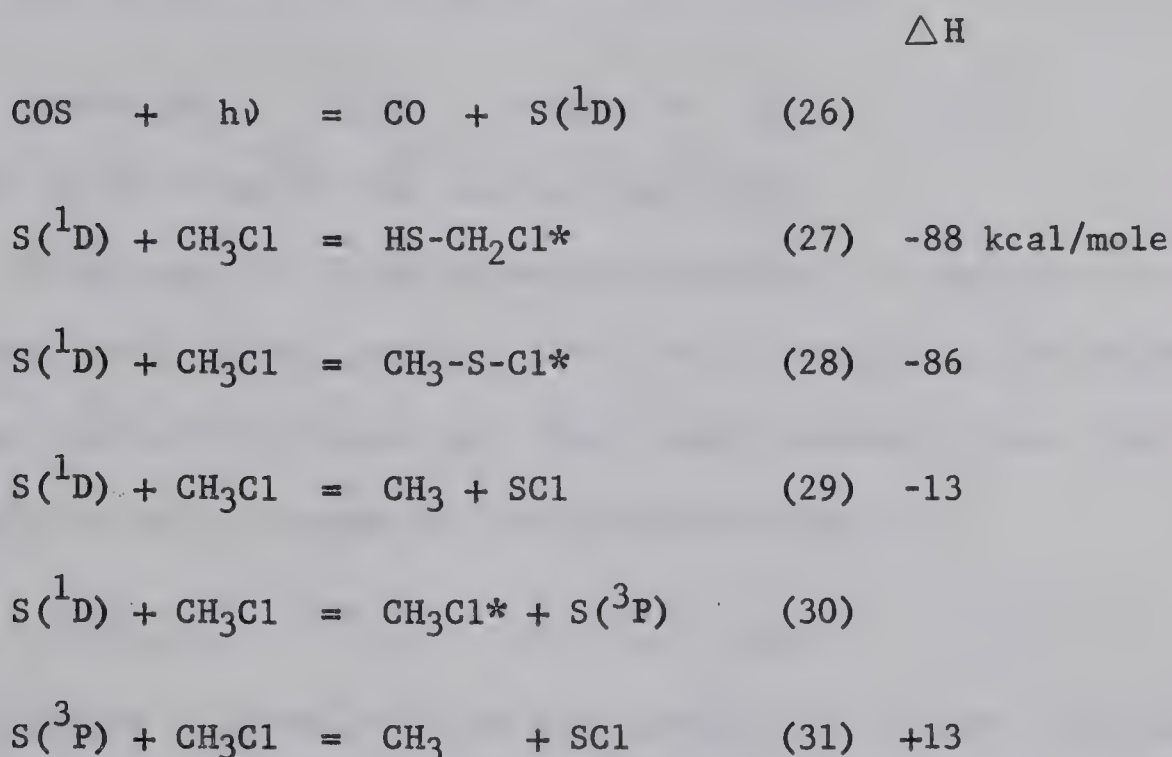 △H
COS + hν = CO + S(¹D) (26)
S(¹D) + CH₃Cl = HS-CH₂Cl* (27) -88 kcal/mole
S(¹D) + CH₃Cl = CH₃-S-Cl* (28) -86
S(¹D) + CH₃Cl = CH₃ + SCl (29) -13
S(¹D) + CH₃Cl = CH₃Cl* + S(³P) (30)
S(³P) + CH₃Cl = CH₃ + SCl (31) +13